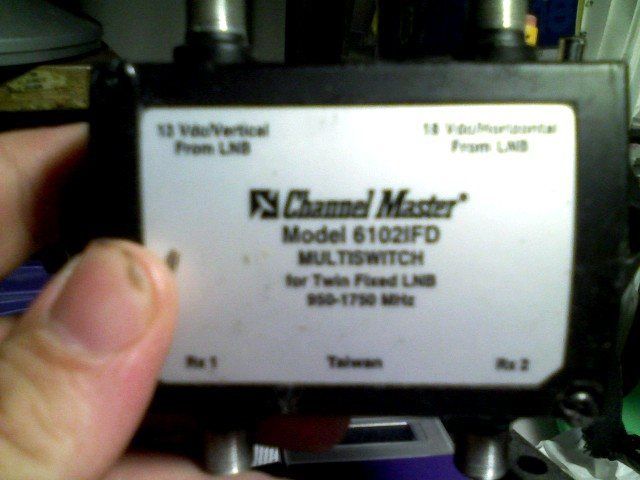 13 Vdc/Vertical 18 Vdc/Horizontal
From LNB From LNB
Channel Master®
Model 6102IFD
MULTISWITCH
for Twin Fixed LNB
950-1750 MHz
Rx 1 Taiwan Rx 2